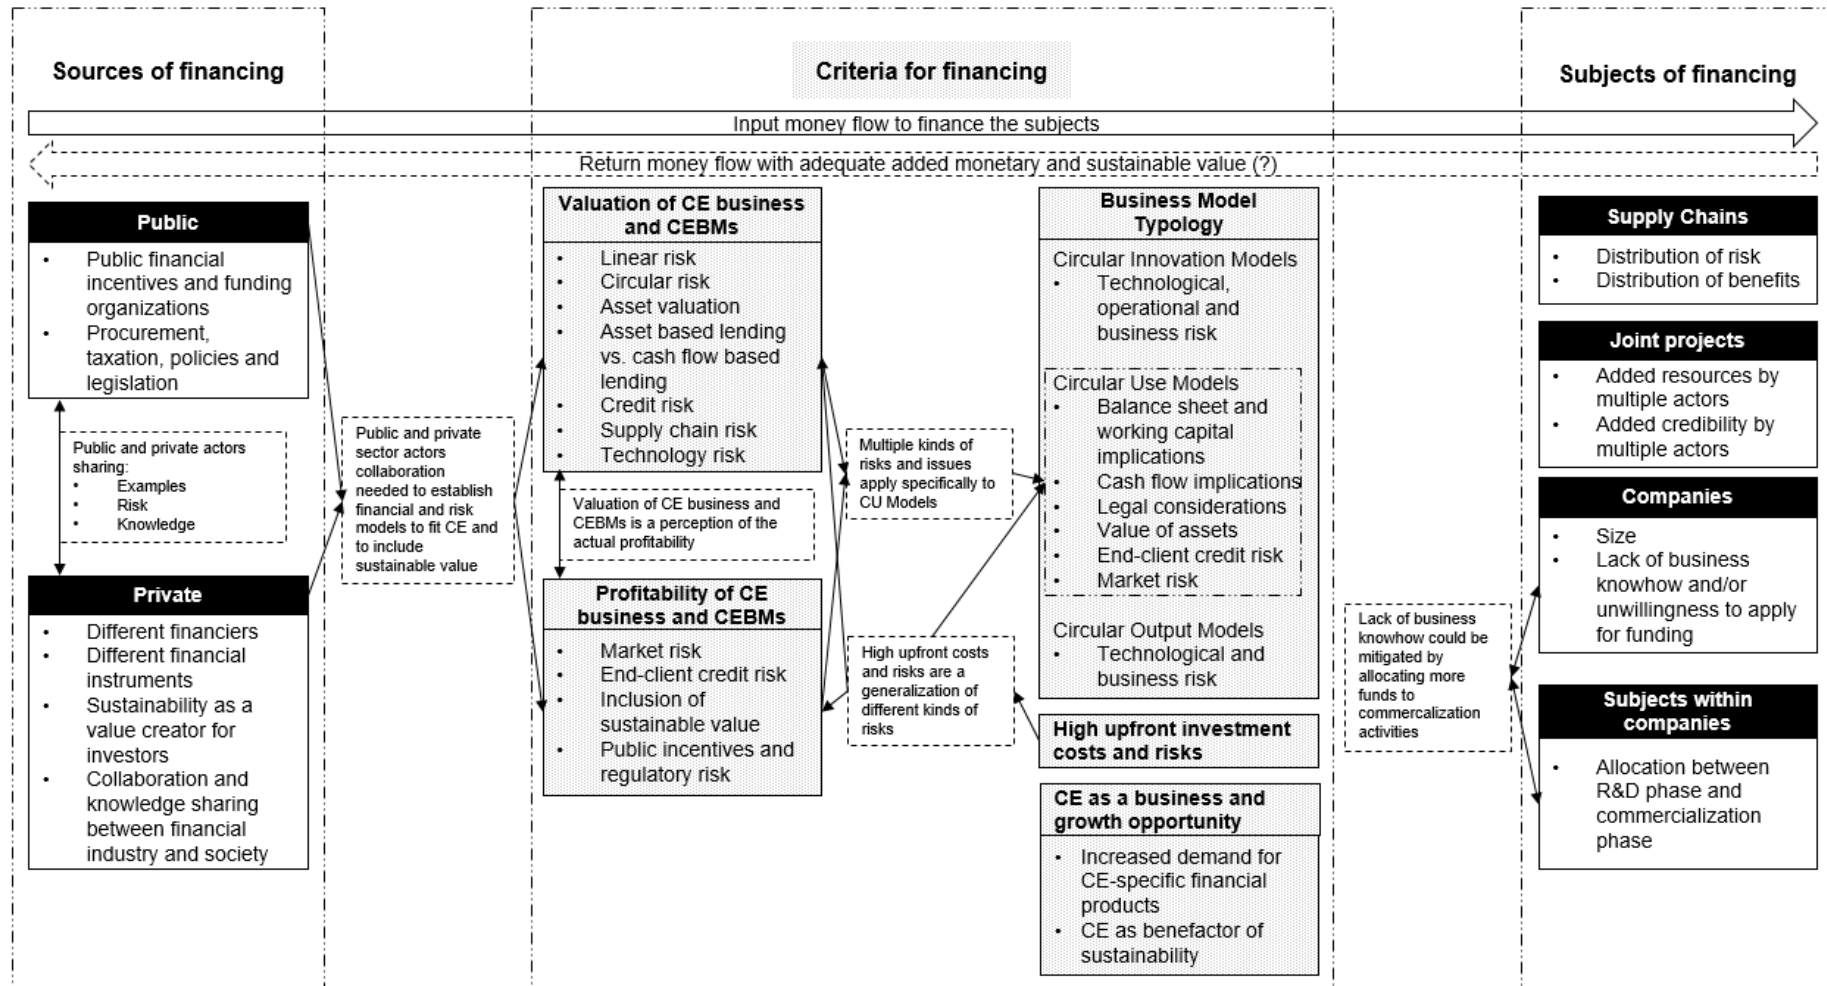 Sources of financing
Criteria for financing
Subjects of financing
Input money flow to finance the subjects
Return money flow with adequate added monetary and sustainable value (?)
Public
• Public financial
incentives and funding
organizations
• Procurement,
taxation, policies and
legislation
Public and private actors
sharing:
• Examples
• Risk
• Knowledge
Private
• Different financiers
• Different financial
instruments
• Sustainability as a
value creator for
investors
• Collaboration and
knowledge sharing
between financial
industry and society
Public and private
sector actors
collaboration
needed to establish
financial and risk
models to fit CE and
to include
sustainable value
Valuation of CE business
and CEBMs
• Linear risk
• Circular risk
• Asset valuation
• Asset based lending
vs. cash flow based
lending
• Credit risk
• Supply chain risk
• Technology risk
Valuation of CE business and
CEBMs is a perception of the
actual profitability
Profitability of CE
business and CEBMs
• Market risk
• End-client credit risk
• Inclusion of
sustainable value
• Public incentives and
regulatory risk
Multiple kinds of
risks and issues
apply specifically to
CU Models
High upfront costs
and risks are a
generalization of
different kinds of
risks
Business Model
Typology
Circular Innovation Models
• Technological,
operational and
business risk
Circular Use Models
• Balance sheet and
working capital
implications
• Cash flow implications
• Legal considerations
• Value of assets
• End-client credit risk
• Market risk
Circular Output Models
• Technological and
business risk
High upfront investment
costs and risks
CE as a business and
growth opportunity
• Increased demand for
CE-specific financial
products
• CE as benefactor of
sustainability
Lack of business
knowhow could be
mitigated by
allocating more
funds to
commercalization
activities
Supply Chains
• Distribution of risk
• Distribution of benefits
Joint projects
• Added resources by
multiple actors
• Added credibility by
multiple actors
Companies
• Size
• Lack of business
knowhow and/or
unwillingness to apply
for funding
Subjects within
companies
• Allocation between
R&D phase and
commercialization
phase